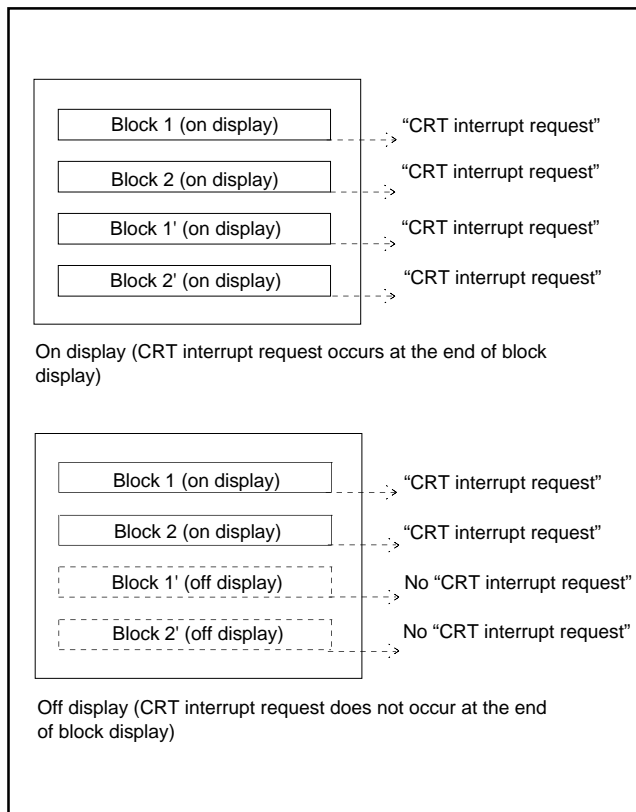 Block 1 (on display)
“CRT interrupt request”
Block 2 (on display)
“CRT interrupt request”
Block 1' (on display)
“CRT interrupt request”
Block 2' (on display)
“CRT interrupt request”
On display (CRT interrupt request occurs at the end of block
display)
Block 1 (on display)
“CRT interrupt request”
Block 2 (on display)
“CRT interrupt request”
Block 1' (off display)
No “CRT interrupt request”
Block 2' (off display)
No “CRT interrupt request”
Off display (CRT interrupt request does not occur at the end
of block display)